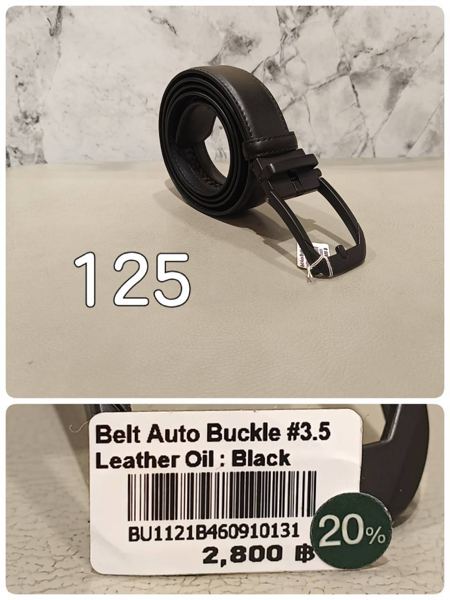 125
Belt Auto Buckle #3.5
Leather Oil : Black
BU1121B460910131
2,800 ฿
20%